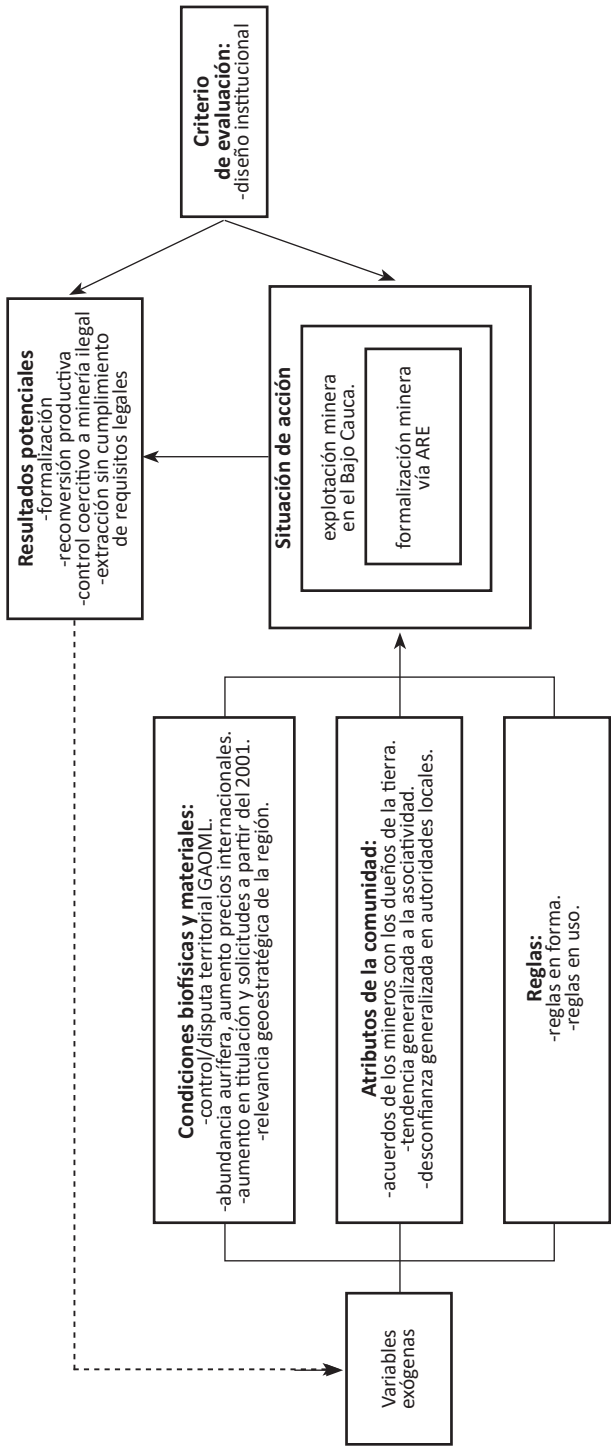 Variables
exógenas
Condiciones biofísicas y materiales:
-control/disputa territorial GAOML.
-abundancia aurífera, aumento precios internacionales.
-aumento en titulación y solicitudes a partir del 2001.
-relevancia geoestratégica de la región.
Atributos de la comunidad:
-acuerdos de los mineros con los dueños de la tierra.
-tendencia generalizada a la asociatividad.
-desconfianza generalizada en autoridades locales.
Reglas:
-reglas en forma.
-reglas en uso.
Situación de acción
explotación minera
en el Bajo Cauca.
formalización minera
vía ARE
Resultados potenciales
-formalización
-reconversión productiva
-control coercitivo a minería ilegal
-extracción sin cumplimiento
de requisitos legales
Criterio
de evaluación:
-diseño institucional